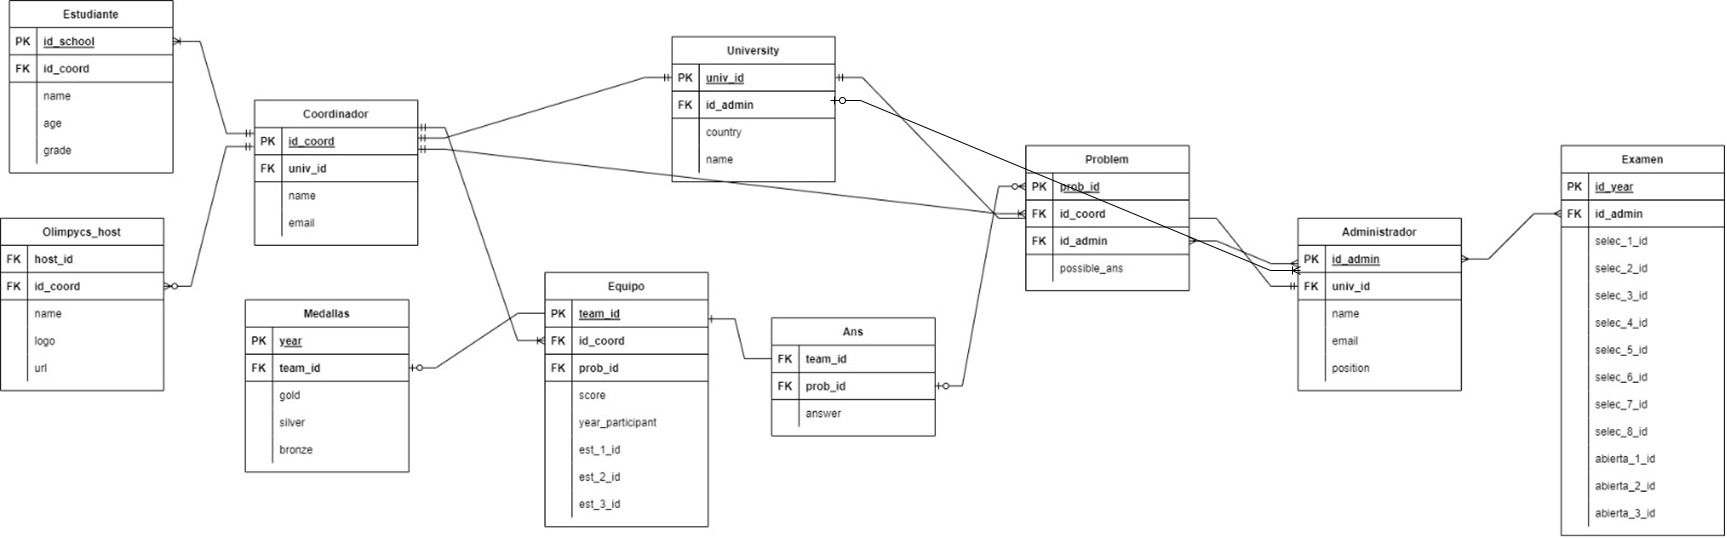 Estudiante
PK id_school
FK id_coord
name
age
grade
Olimpycs_host
FK host_id
FK id_coord
name
logo
url
Coordinador
PK id_coord
FK univ_id
name
email
Medallas
PK year
FK team_id
gold
silver
bronze
Equipo
PK team_id
FK id_coord
FK prob_id
score
year_participant
est_1_id
est_2_id
est_3_id
University
PK univ_id
FK id_admin
country
name
Ans
FK team_id
FK prob_id
answer
Problem
PK prob_id
FK id_coord
FK id_admin
possible_ans
Administrador
PK id_admin
FK univ_id
name
email
position
Examen
PK id_year
FK id_admin
selec_1_id
selec_2_id
selec_3_id
selec_4_id
selec_5_id
selec_6_id
selec_7_id
selec_8_id
abierta_1_id
abierta_2_id
abierta_3_id